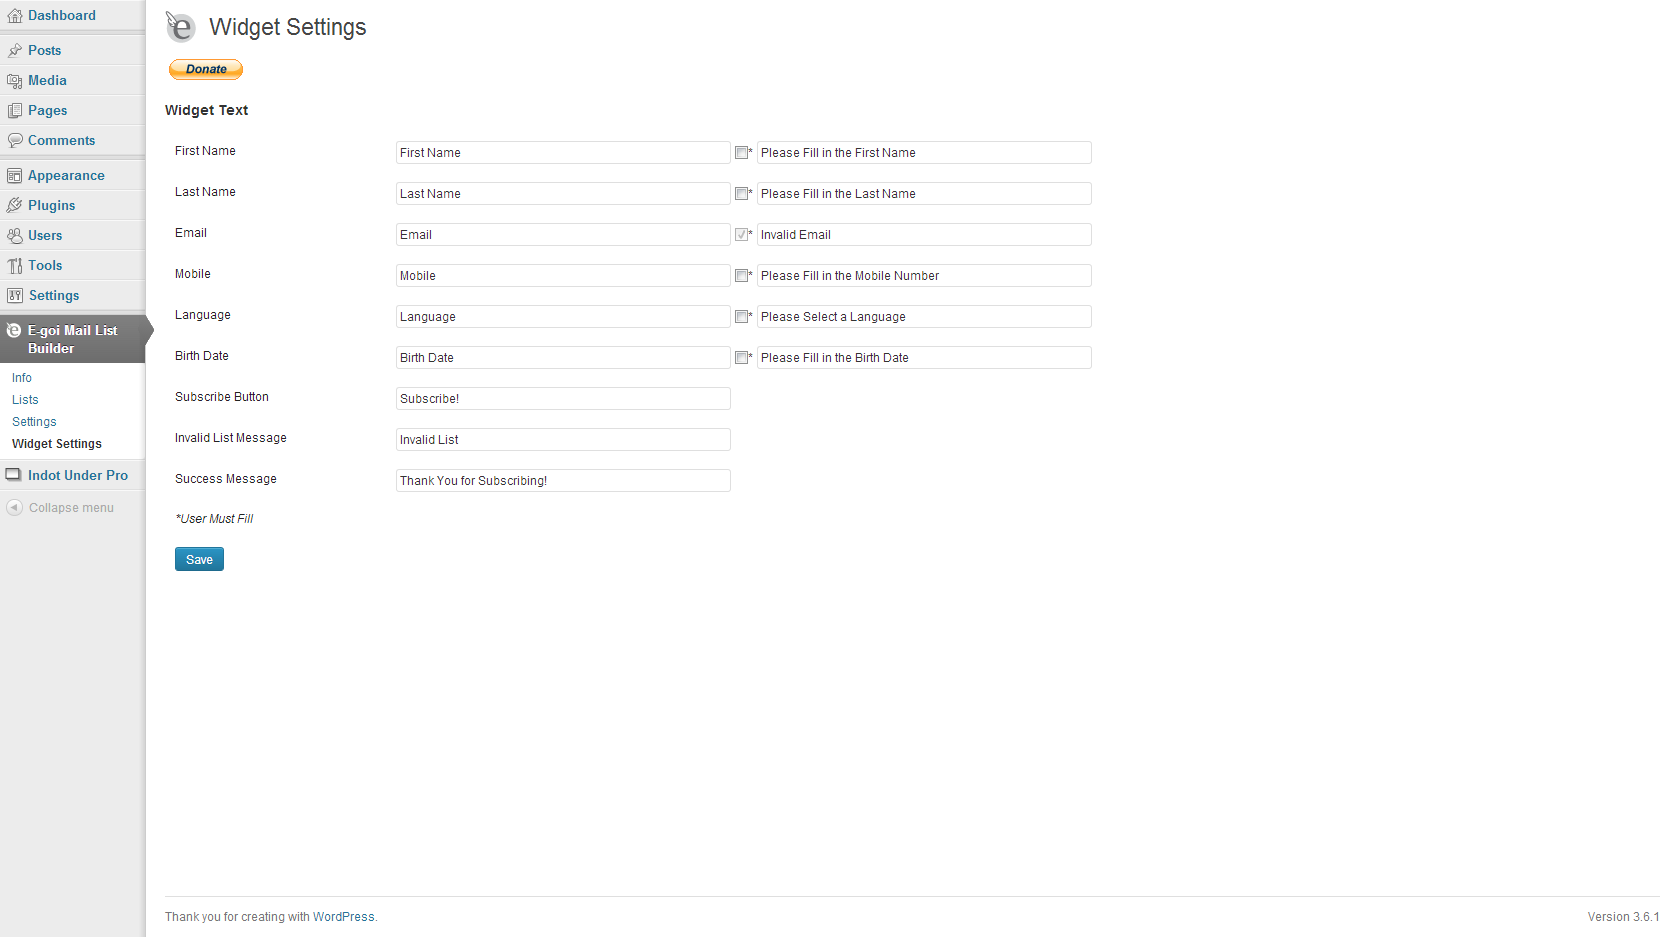 Dashboard
Posts
Media
Pages
Comments
Appearance
Plugins
Users
Tools
Settings
E-goi Mail List
Builder
Info
Lists
Settings
Widget Settings
Indot Under Pro
Collapse menu
Widget Settings
Donate
Widget Text
First Name First Name * Please Fill in the First Name
Last Name Last Name * Please Fill in the Last Name
Email Email * Invalid Email
Mobile Mobile * Please Fill in the Mobile Number
Language Language * Please Select a Language
Birth Date Birth Date * Please Fill in the Birth Date
Subscribe Button Subscribe!
Invalid List Message Invalid List
Success Message Thank You for Subscribing!
*User Must Fill
Save
Thank you for creating with WordPress. Version 3.6.1